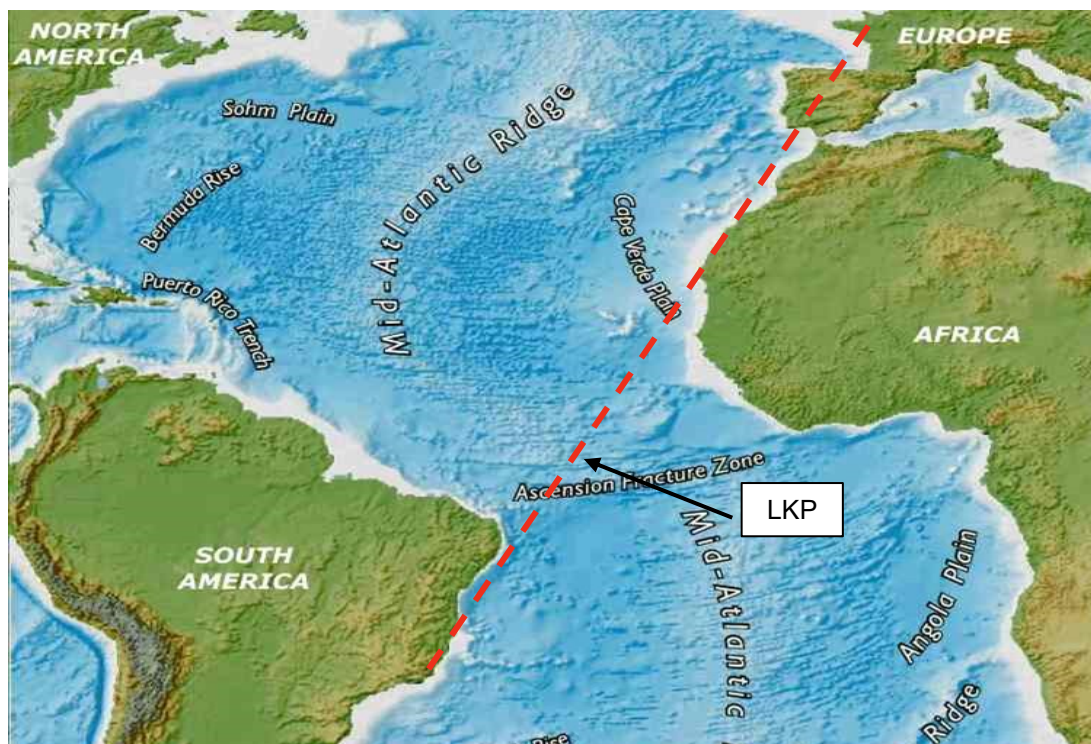 NORTH
AMERICA
EUROPE
Sohm Plain
Mid-Atlantic Ridge
Bermuda Rise
Cape Verde Plain
Puerto Rico Trench
AFRICA
Ascension Fracture Zone
LKP
SOUTH
AMERICA
Mid-Atlantic
Angola Plain
Ridge
Rise